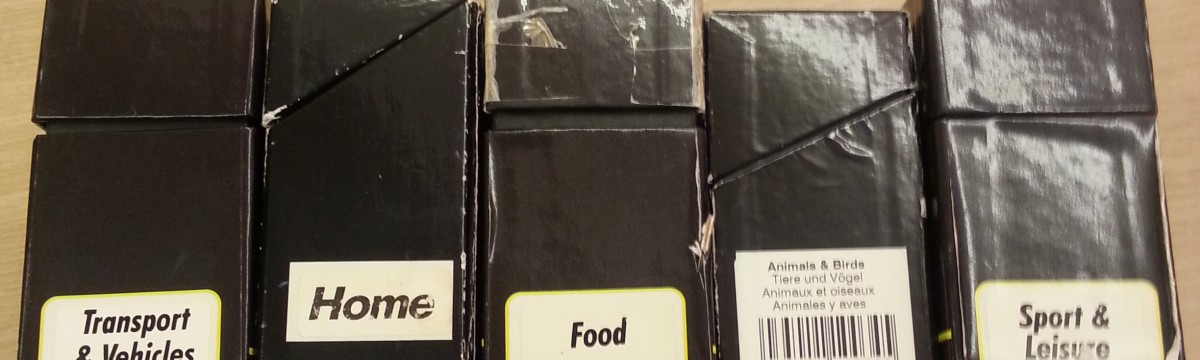 Transport
& Vehicles
Home
Food
Animals & Birds
Tiere und Vögel
Animaux et oiseaux
Animales y aves
Sport &
Leisure